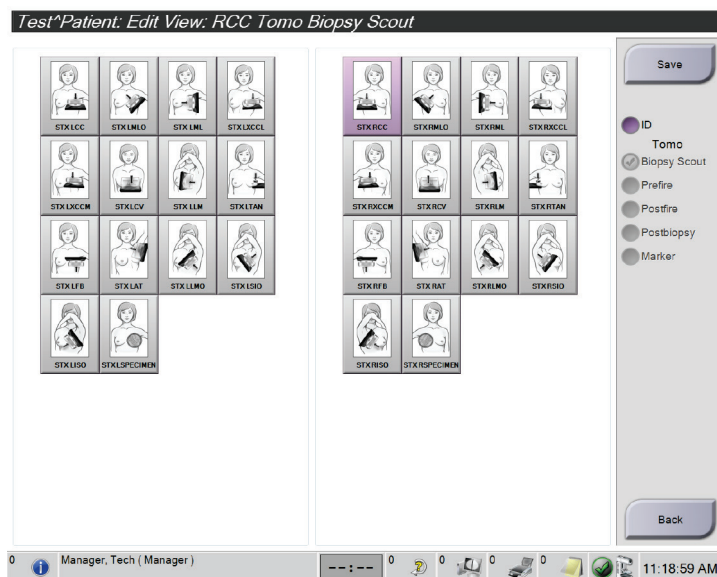 Test^Patient: Edit View: RCC Tomo Biopsy Scout
STX LCC STX LMLO STX LML STX LXCCL
STX LXCCM STX LCV STX LLM STX LTAN
STX LFB STX LAT STX LLMO STX LSIO
STX LISO STX LSPECIMEN
STX RCC STX RMLO STX RML STX RXCCL
STX RXCCM STX RCV STX RLM STX RTAN
STX RFB STX RAT STX RLMO STX RSIO
STX RISO STX RSPECIMEN
Save
ID
Tomo
Biopsy Scout
Prefire
Postfire
Postbiopsy
Marker
Back
0 Manager, Tech ( Manager ) --:-- 0 0 0 0 11:18:59 AM